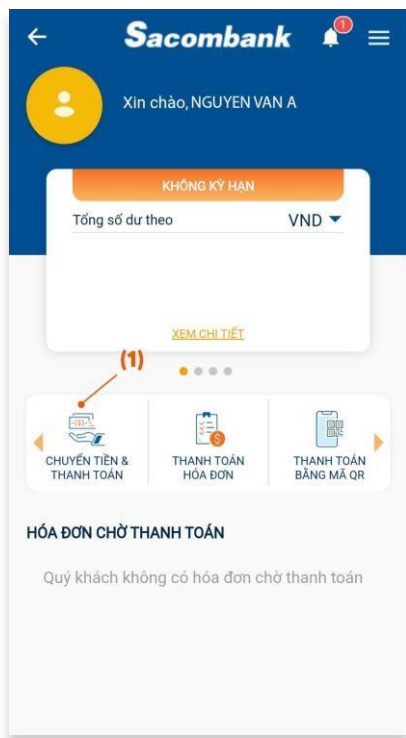 Sacombank
1
Xin chào, NGUYEN VAN A
KHÔNG KỲ HẠN
Tổng số dư theo VND
XEM CHI TIẾT
(1)
CHUYỂN TIỀN &
THANH TOÁN
THANH TOÁN
HÓA ĐƠN
THANH TOÁN
BẰNG MÃ QR
HÓA ĐƠN CHỜ THANH TOÁN
Quý khách không có hóa đơn chờ thanh toán